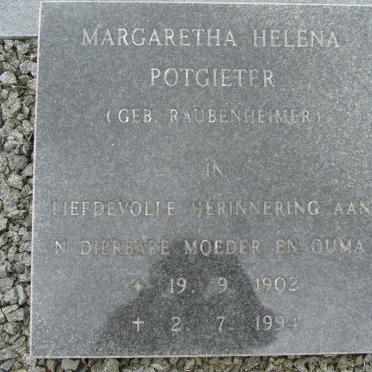 MARGARETHA HELENA
POTGIETER
(GEB. RAUBENHEIMER)
IN
LIEFDEVOLLE HERINNERING AAN
N DIERBARE MOEDER EN OUMA
* 19. 9. 1902
† 2. 7. 1994